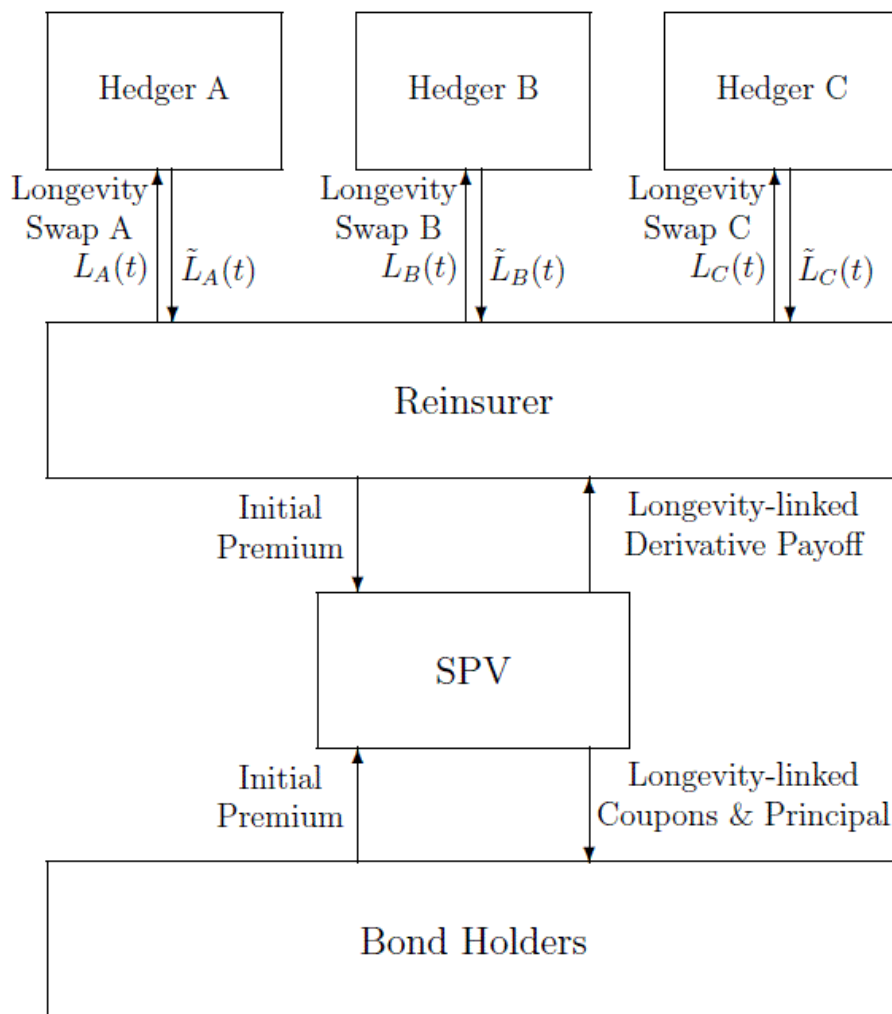 Hedger A
Hedger B
Hedger C
Longevity
Swap A
L_A(t)
L̃_A(t)
Longevity
Swap B
L_B(t)
L̃_B(t)
Longevity
Swap C
L_C(t)
L̃_C(t)
Reinsurer
Initial
Premium
Longevity-linked
Derivative Payoff
SPV
Initial
Premium
Longevity-linked
Coupons & Principal
Bond Holders